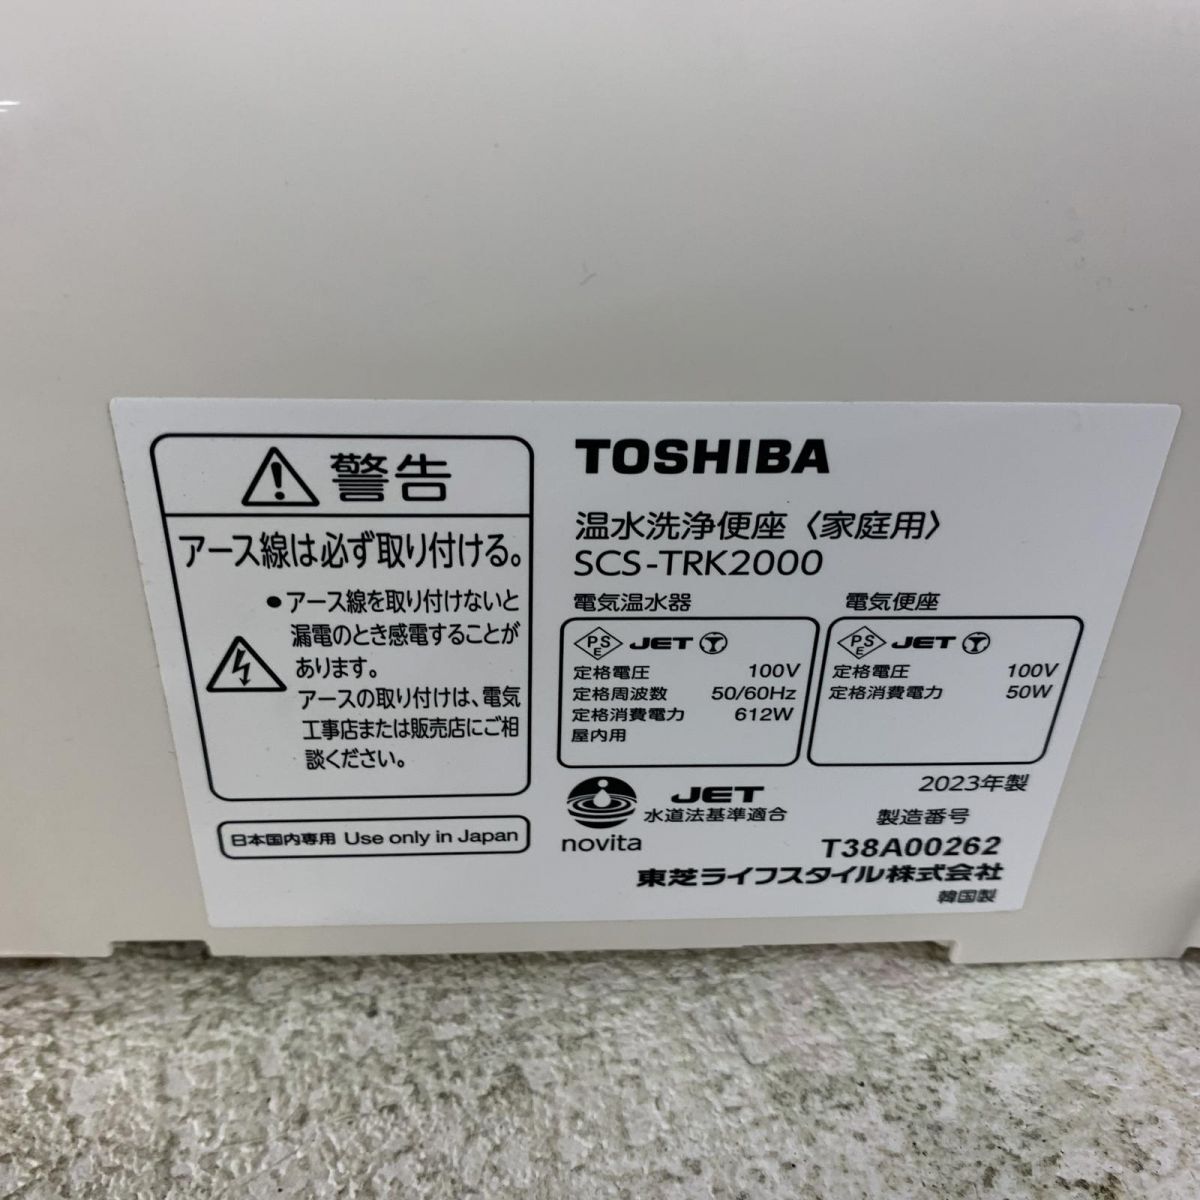 警告
アース線は必ず取り付ける。
●アース線を取り付けないと
漏電のとき感電することが
あります。
アースの取り付けは、電気
工事店または販売店にご相
談ください。
日本国内専用 Use only in Japan
TOSHIBA
温水洗浄便座〈家庭用〉
SCS-TRK2000
電気温水器
PSE JET
定格電圧 100V
定格周波数 50/60Hz
定格消費電力 612W
屋内用
電気便座
PSE JET
定格電圧 100V
定格消費電力 50W
novita
JET
水道法基準適合
2023年製
製造番号
T38A00262
東芝ライフスタイル株式会社
韓国製